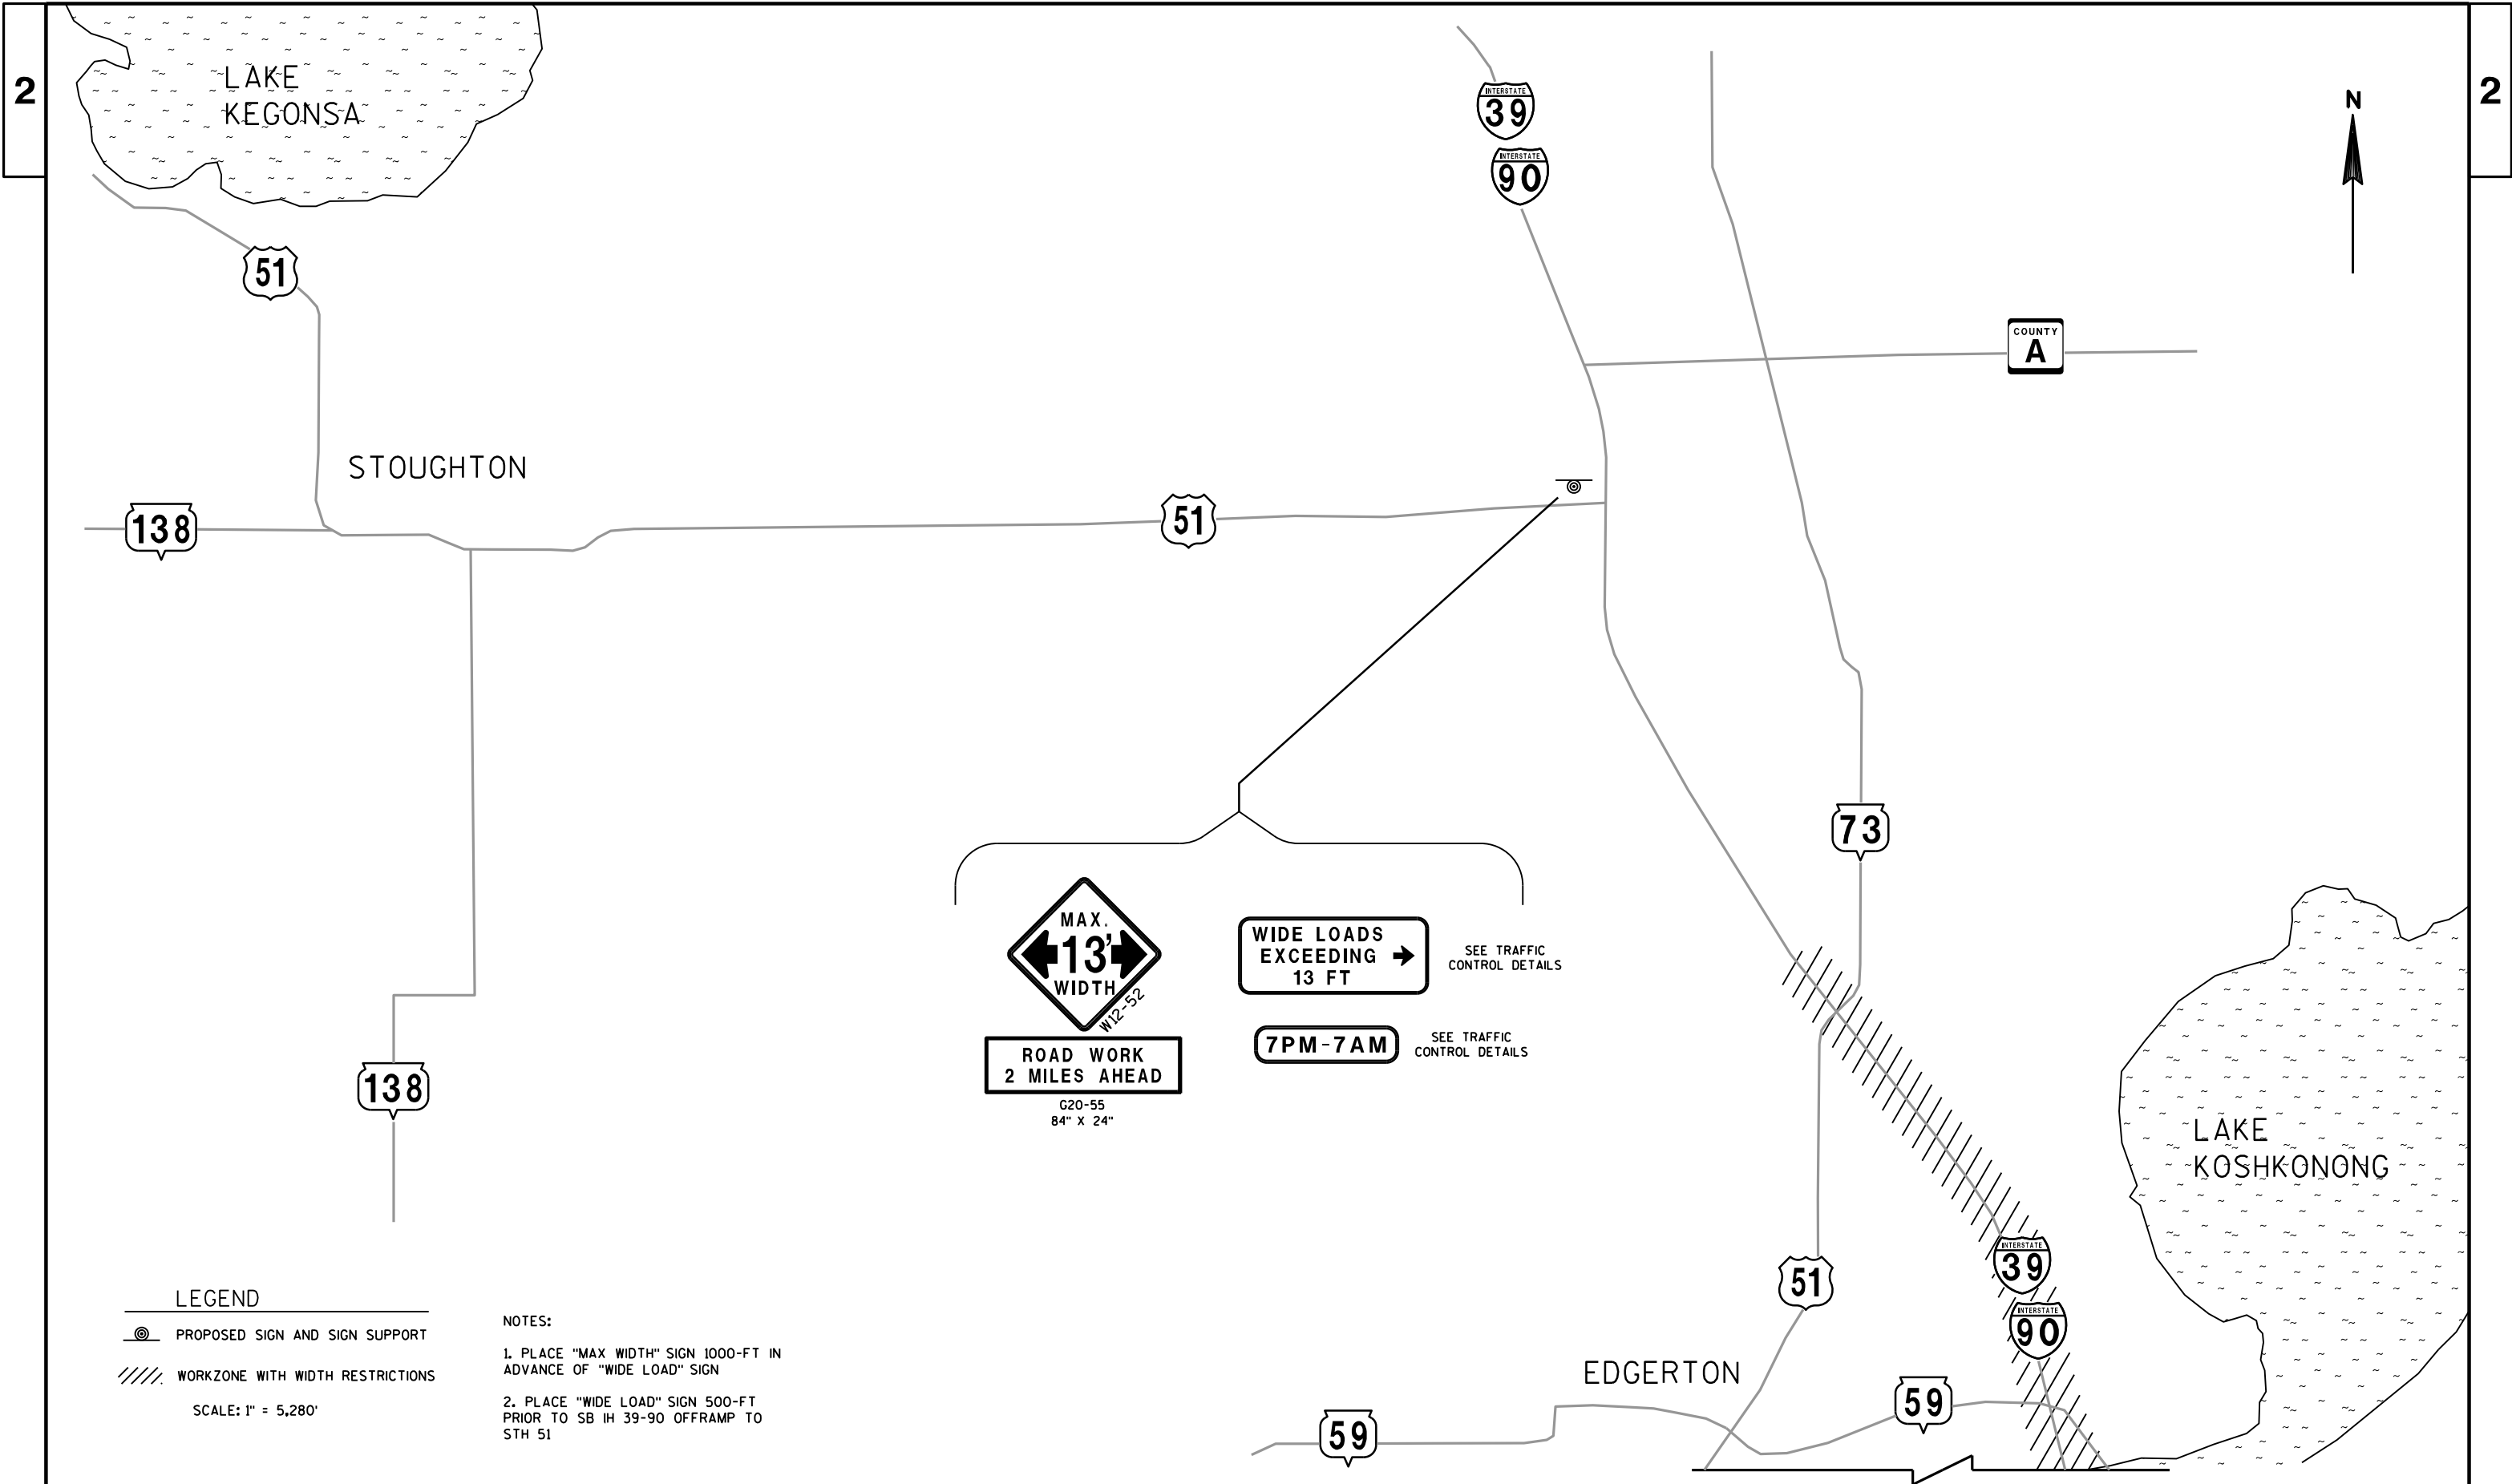 2
2
LAKE
KEGONSA
INTERSTATE
39
INTERSTATE
90
N
51
COUNTY
A
STOUGHTON
138
51
73
MAX.
13'
WIDTH
W12-52
ROAD WORK
2 MILES AHEAD
G20-55
84" X 24"
WIDE LOADS
EXCEEDING
13 FT
SEE TRAFFIC
CONTROL DETAILS
7PM-7AM
SEE TRAFFIC
CONTROL DETAILS
138
LAKE
KOSHKONONG
INTERSTATE
39
INTERSTATE
90
51
EDGERTON
59
59
LEGEND
PROPOSED SIGN AND SIGN SUPPORT
WORKZONE WITH WIDTH RESTRICTIONS
SCALE: 1" = 5,280'
NOTES:
1. PLACE "MAX WIDTH" SIGN 1000-FT IN
ADVANCE OF "WIDE LOAD" SIGN
2. PLACE "WIDE LOAD" SIGN 500-FT
PRIOR TO SB IH 39-90 OFFRAMP TO
STH 51